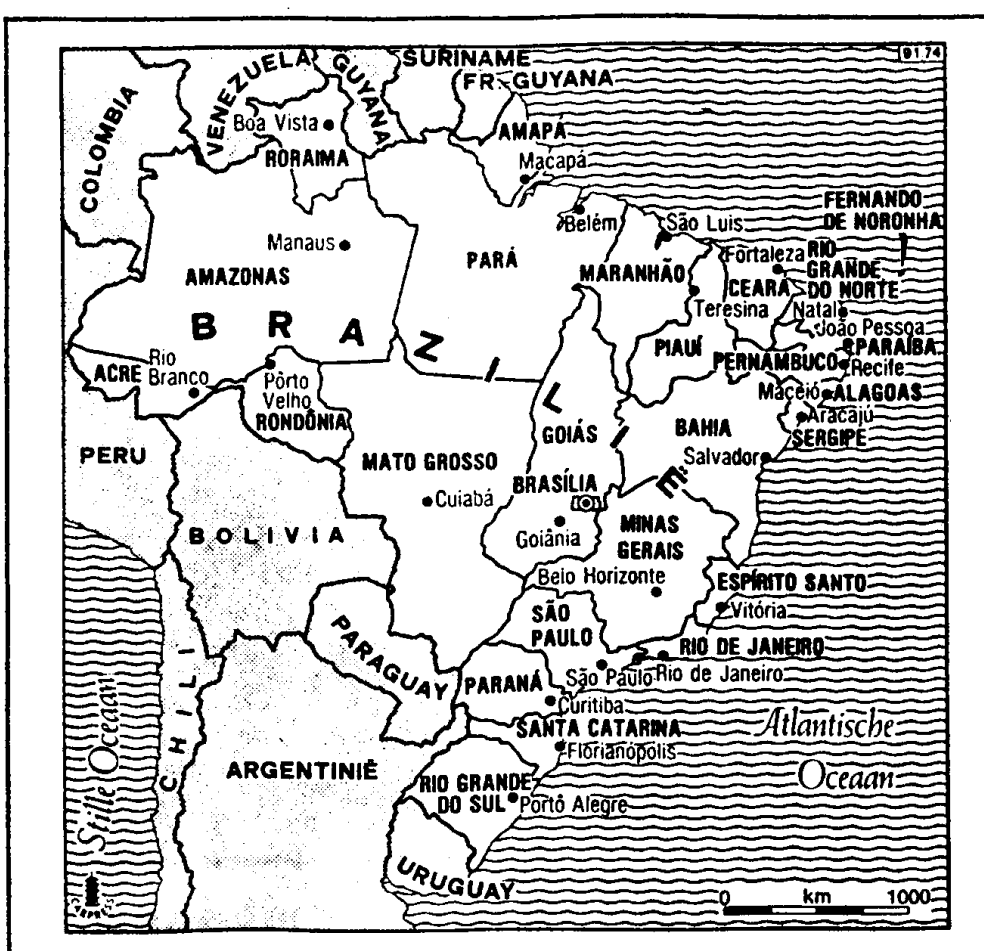 91.74
SURINAME
FR. GUYANA
GUYANA
VENEZUELA
COLOMBIA
Boa Vista
RORAIMA
AMAPÁ
Macapá
FERNANDO
DE NORONHA
Belém
São Luis
Manaus
AMAZONAS
PARÁ
MARANHÃO
Fortaleza
RIO
GRANDE
DO NORTE
CEARÁ
Teresina
Natal
João Pessoa
BRAZILIË
PIAUÍ
PERNAMBUCO
PARAÍBA
Recife
ACRE
Rio
Branco
Pôrto
Velho
RONDÔNIA
Maceió
ALAGOAS
Aracajú
SERGIPE
PERU
MATO GROSSO
GOIÁS
BAHIA
Salvador
BRASÍLIA
Cuiabá
BOLIVIA
Goiânia
MINAS
GERAIS
Belo Horizonte
ESPÍRITO SANTO
Vitória
SÃO
PAULO
PARAGUAY
RIO DE JANEIRO
São Paulo
Rio de Janeiro
PARANÁ
Curitiba
SANTA CATARINA
Florianópolis
Atlantische
Oceaan
Stille Oceaan
CHILI
ARGENTINIË
RIO GRANDE
DO SUL
Porto Alegre
URUGUAY
0 km 1000